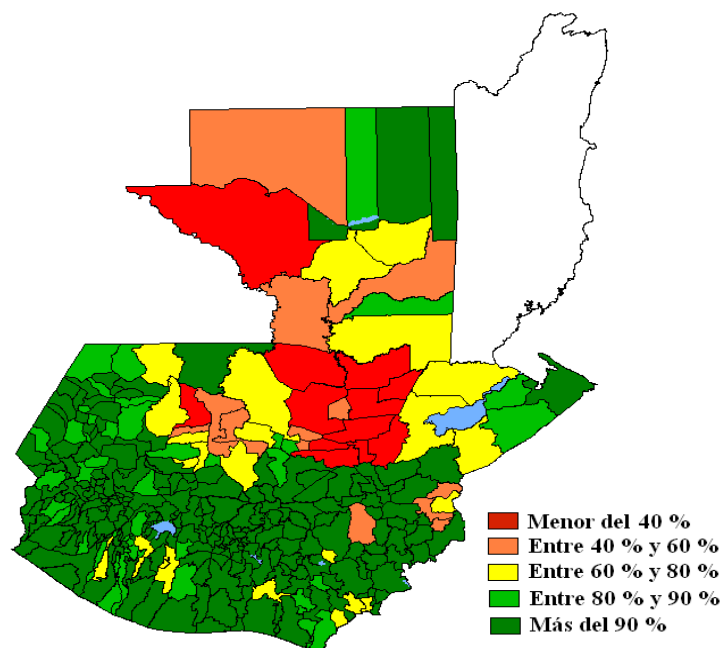 Menor del 40 %
Entre 40 % y 60 %
Entre 60 % y 80 %
Entre 80 % y 90 %
Más del 90 %